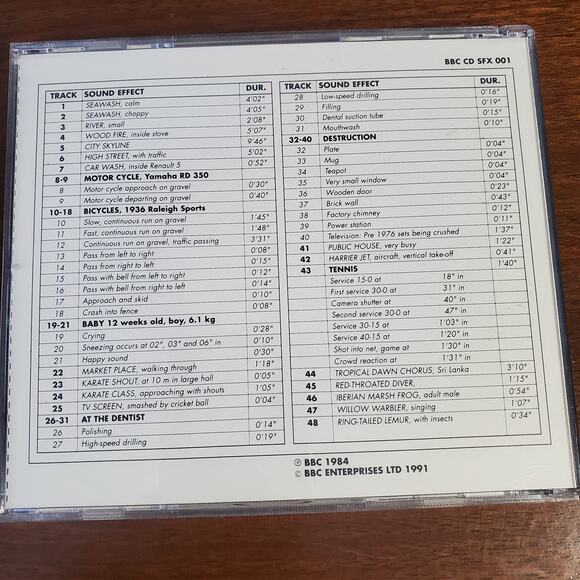 BBC CD SFX 001
TRACK SOUND EFFECT DUR.
1 SEAWASH, calm 4'02"
2 SEAWASH, choppy 4'05"
3 RIVER, small 2'08"
4 WOOD FIRE, inside stove 5'07"
5 CITY SKYLINE 9'46"
6 HIGH STREET, with traffic 5'02"
7 CAR WASH, inside Renault 5 0'52"
8-9 MOTOR CYCLE, Yamaha RD 350
8 Motor cycle approach on gravel 0'30"
9 Motor cycle departing on gravel 0'40"
10-18 BICYCLES, 1936 Raleigh Sports
10 Slow, continuous run on gravel 1'45"
11 Fast, continuous run on gravel 1'48"
12 Continuous run on gravel, traffic passing 3'31"
13 Pass from left to right 0'08"
14 Pass from right to left 0'15"
15 Pass with bell from left to right 0'12"
16 Pass with bell from right to left 0'14"
17 Approach and skid 0'10"
18 Crash into fence 0'08"
19-21 BABY 12 weeks old, boy, 6.1 kg
19 Crying 0'28"
20 Sneezing occurs at 02", 03" and 06" in 0'10"
21 Happy sound 0'30"
22 MARKET PLACE, walking through 1'18"
23 KARATE SHOUT, at 10 m in large hall 0'05"
24 KARATE CLASS, approaching with shouts 1'05"
25 TV SCREEN, smashed by cricket ball 0'04"
26-31 AT THE DENTIST
26 Polishing 0'14"
27 High-speed drilling 0'19"
TRACK SOUND EFFECT DUR.
28 Low-speed drilling 0'16"
29 Filling 0'19"
30 Dental suction tube 0'15"
31 Mouthwash 0'10"
32-40 DESTRUCTION
32 Plate 0'04"
33 Mug 0'04"
34 Teapot 0'04"
35 Very small window 0'04"
36 Wooden door 0'23"
37 Brick wall 0'43"
38 Factory chimney 0'12"
39 Power station 0'11"
40 Television: Pre 1976 sets being crushed 1'37"
41 PUBLIC HOUSE, very busy 1'22"
42 HARRIER JET, aircraft, vertical take-off 0'41"
43 TENNIS 1'40"
Service 15-0 at 18" in
First service 30-0 at 31" in
Camera shutter at 40" in
Second service 30-0 at 47" in
Service 30-15 at 1'03" in
Service 40-15 at 1'20" in
Shot into net, game at 1'30" in
Crowd reaction at 1'31" in
44 TROPICAL DAWN CHORUS, Sri Lanka 3'10"
45 RED-THROATED DIVER, 1'15"
46 IBERIAN MARSH FROG, adult male 0'54"
47 WILLOW WARBLER, singing 1'07"
48 RING-TAILED LEMUR, with insects 0'34"
℗ BBC 1984
© BBC ENTERPRISES LTD 1991